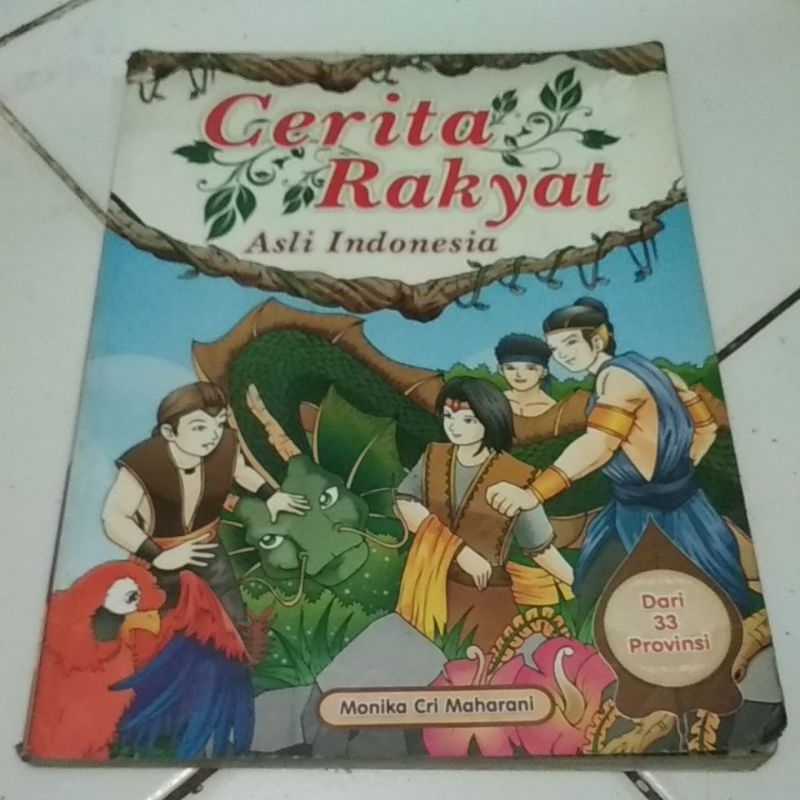 Cerita
Rakyat
Asli Indonesia
Dari
33
Provinsi
Monika Cri Maharani